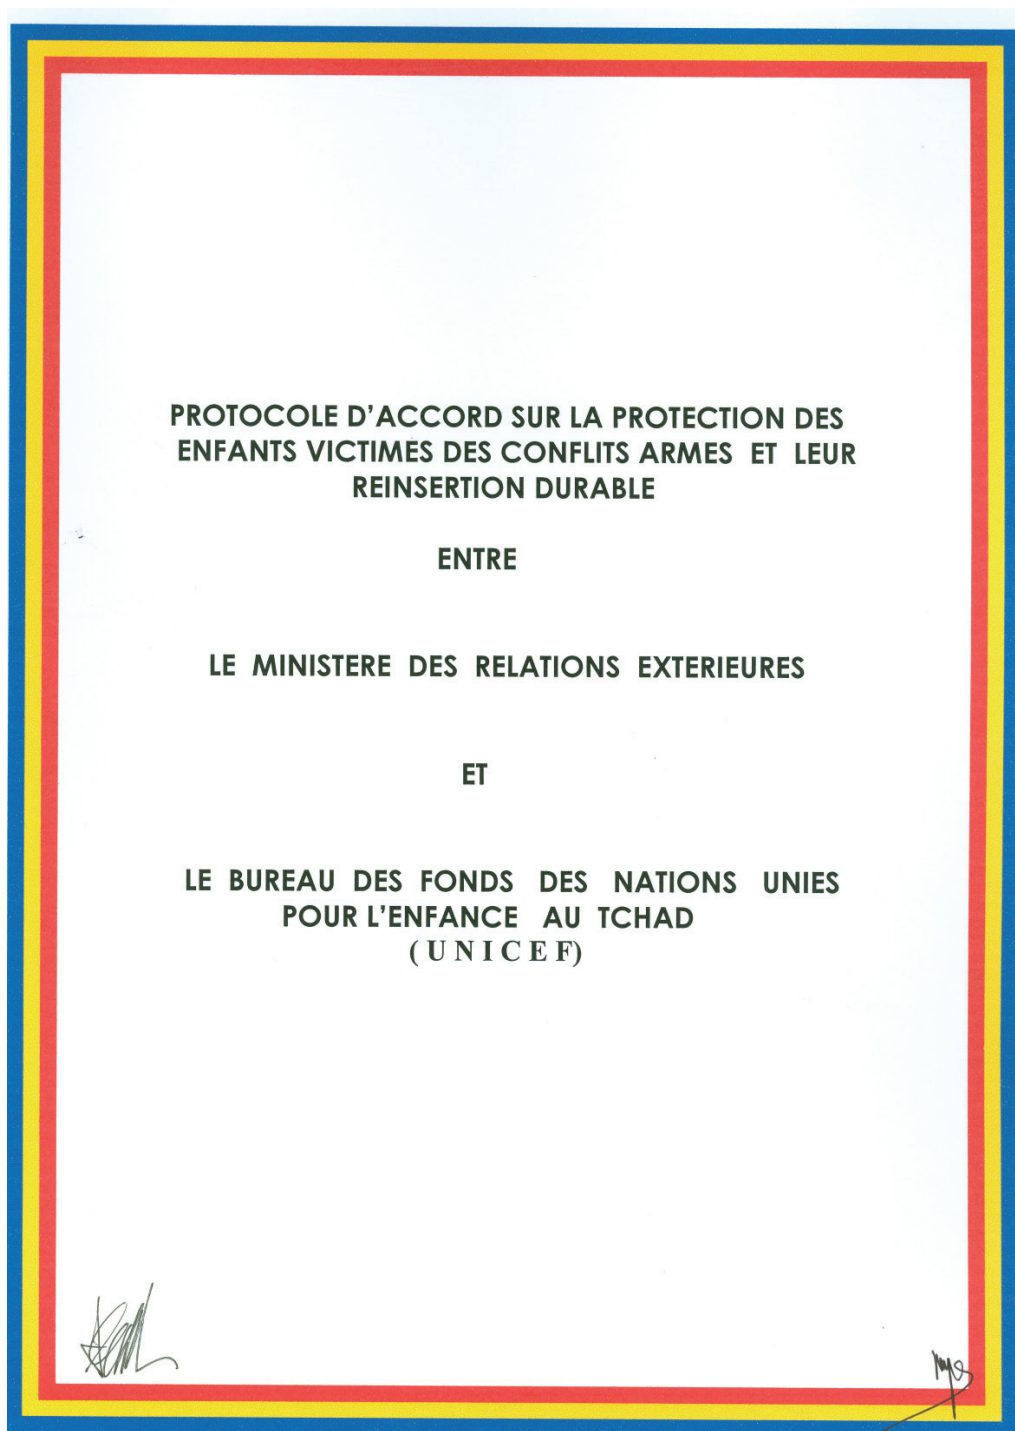 PROTOCOLE D'ACCORD SUR LA PROTECTION DES
ENFANTS VICTIMES DES CONFLITS ARMES ET LEUR
REINSERTION DURABLE
ENTRE
LE MINISTERE DES RELATIONS EXTERIEURES
ET
LE BUREAU DES FONDS DES NATIONS UNIES
POUR L'ENFANCE AU TCHAD
(UNICEF)